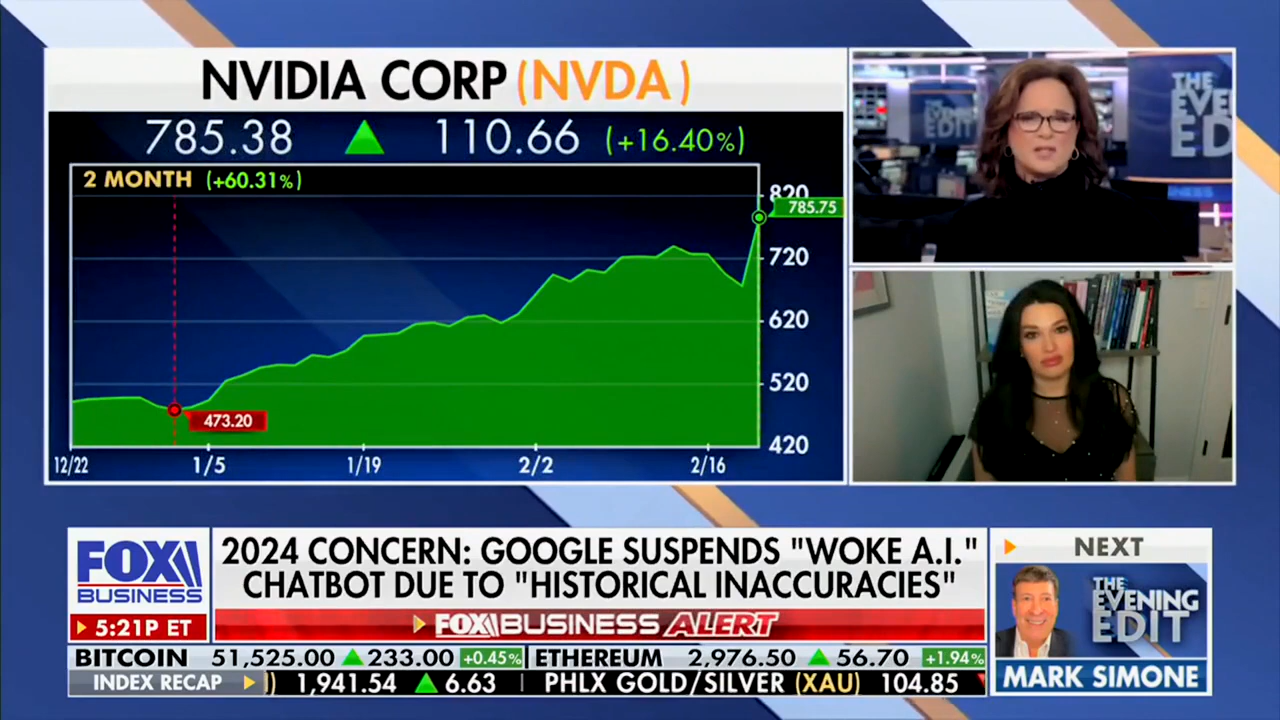 NVIDIA CORP (NVDA)
785.38 ▲ 110.66 (+16.40%)
2 MONTH (+60.31%)
820
785.75
720
620
520
473.20
420
12/22 1/5 1/19 2/2 2/16
THE
EVENING
EDIT
THE
EVE
ED
NESS
FOX
BUSINESS
5:21P ET
2024 CONCERN: GOOGLE SUSPENDS "WOKE A.I."
CHATBOT DUE TO "HISTORICAL INACCURACIES"
FOX BUSINESS ALERT
NEXT
THE
EVENING
EDIT
MARK SIMONE
BITCOIN 51,525.00 ▲ 233.00 +0.45% ETHEREUM 2,976.50 ▲ 56.70 +1.94%
INDEX RECAP ) 1,941.54 ▲ 6.63 | PHLX GOLD/SILVER (XAU) 104.85